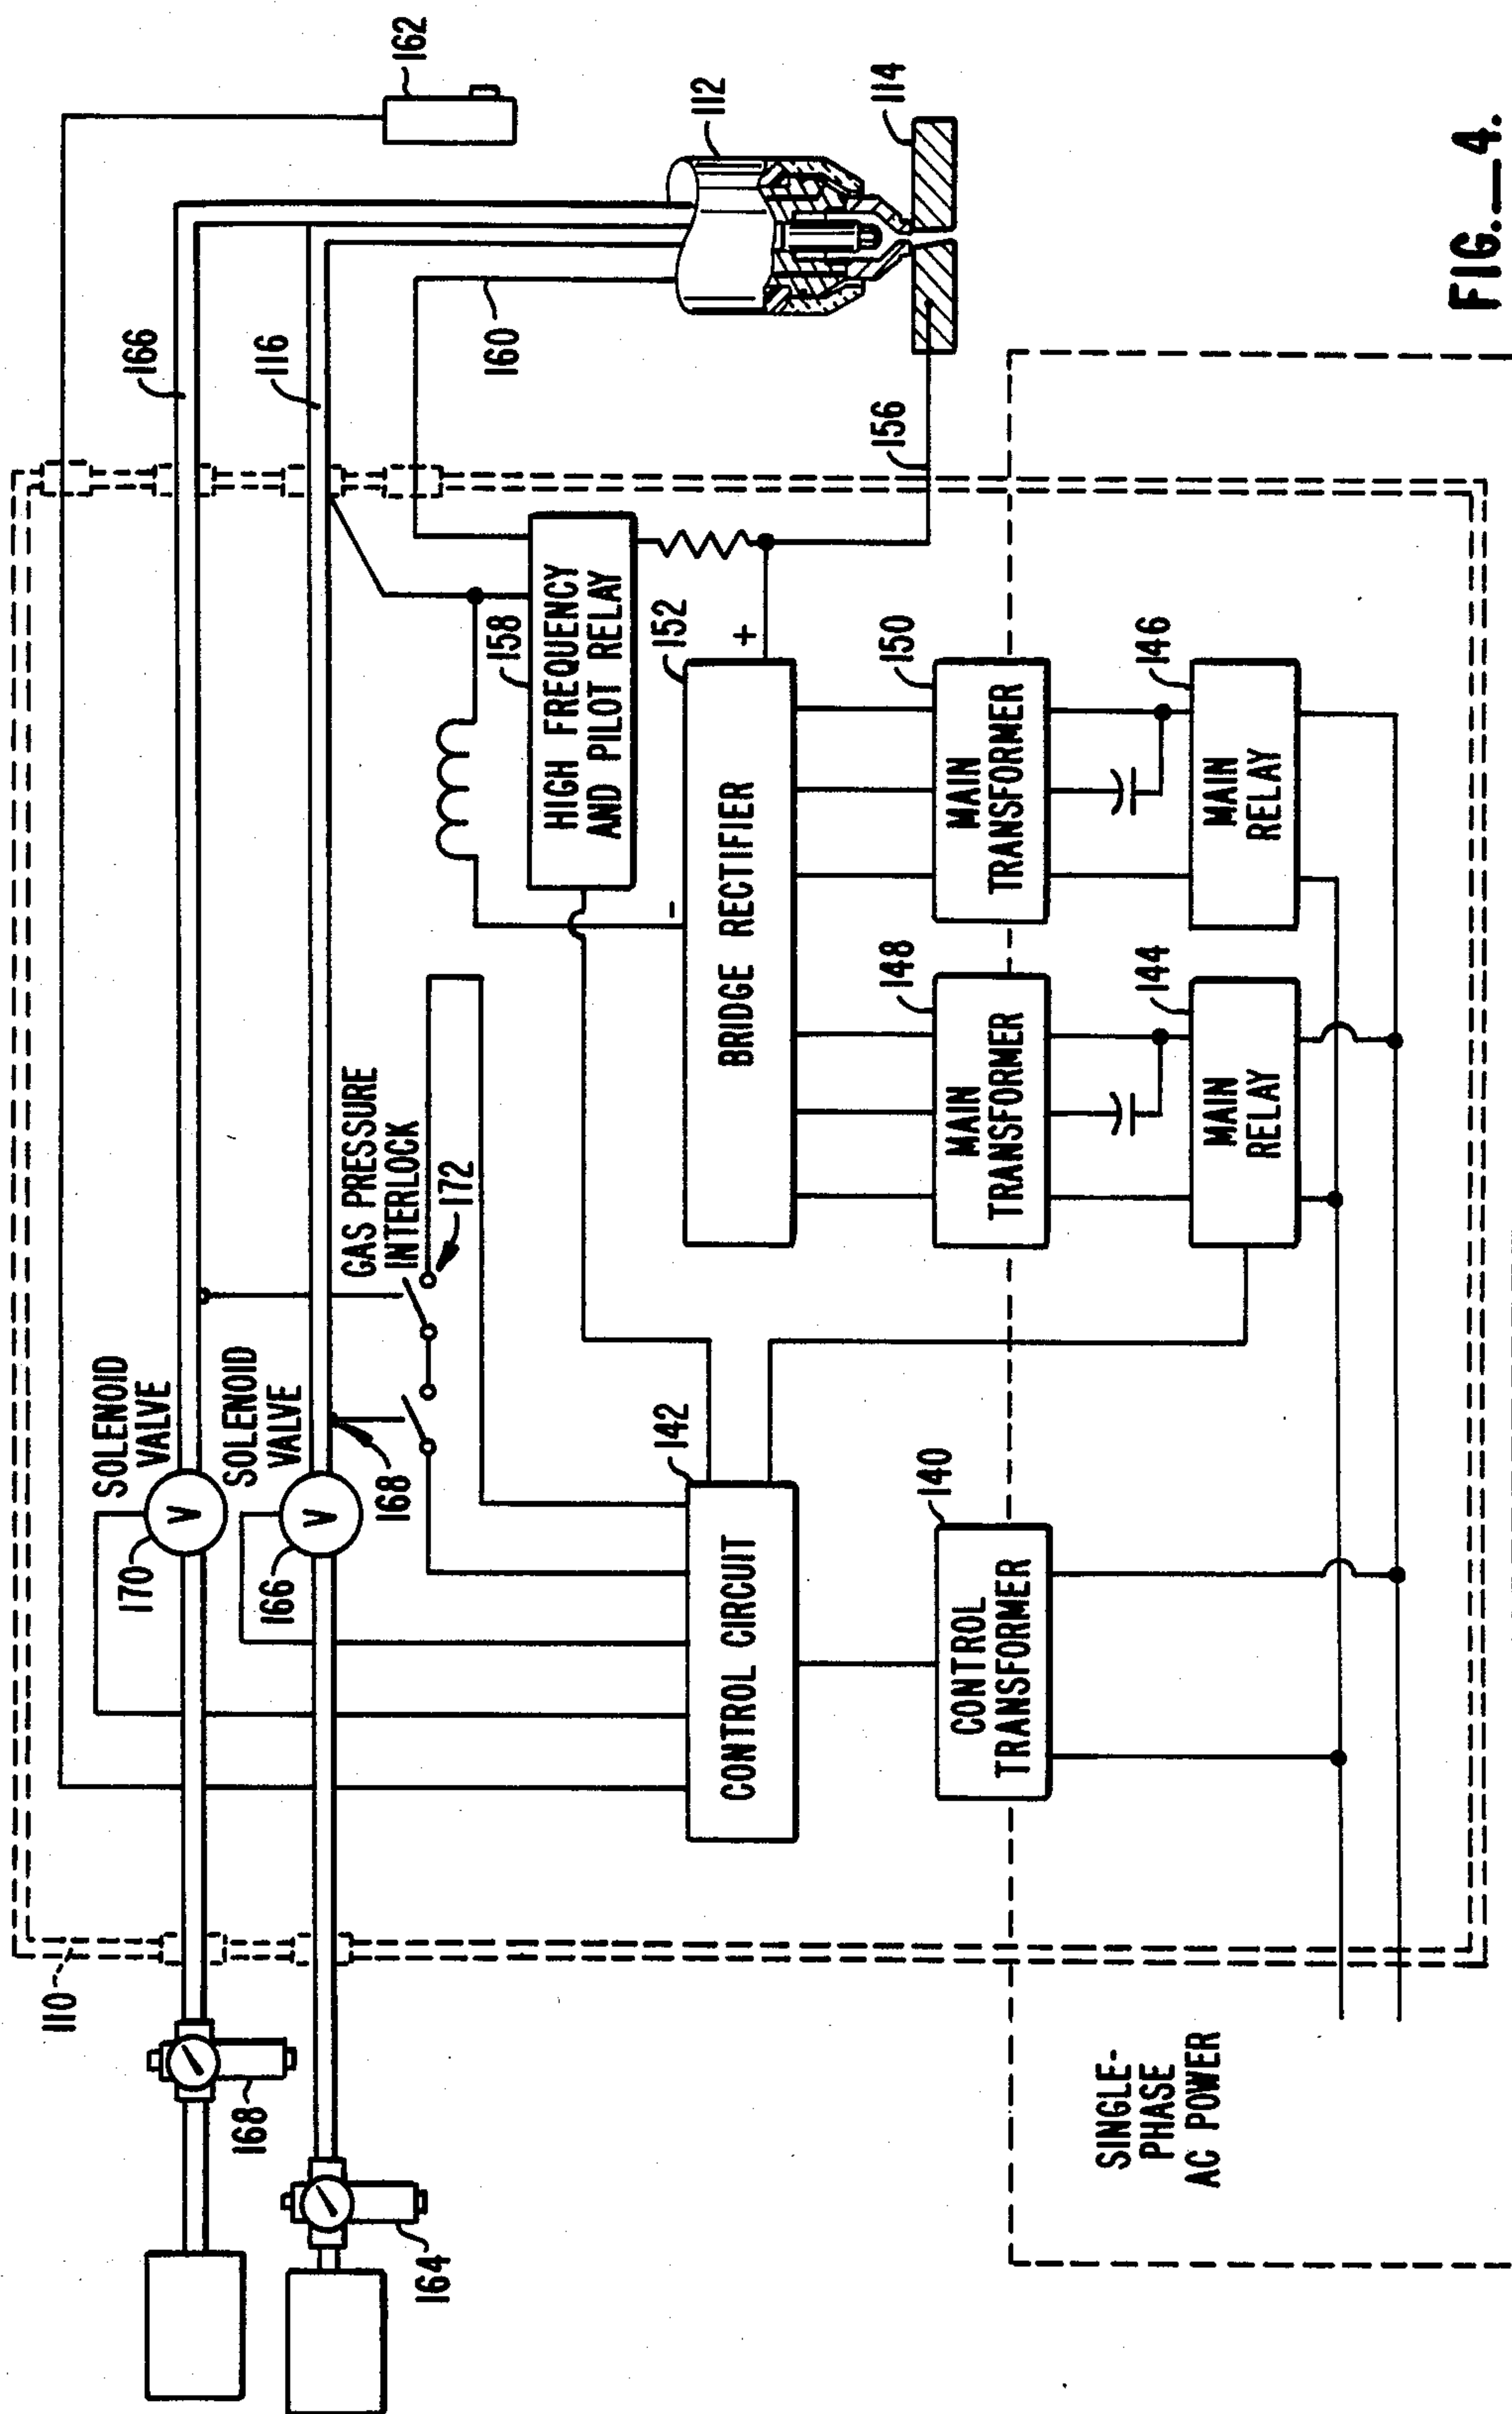 110
168
164
SOLENOID
VALVE
170
SOLENOID
VALVE
166
168
GAS PRESSURE
INTERLOCK
172
166
116
160
162
112
114
156
158
HIGH FREQUENCY
AND PILOT RELAY
152
+
-
BRIDGE RECTIFIER
142
CONTROL CIRCUIT
140
CONTROL
TRANSFORMER
148
MAIN
TRANSFORMER
150
MAIN
TRANSFORMER
144
MAIN
RELAY
146
MAIN
RELAY
SINGLE-
PHASE
AC POWER
V
V
FIG.—4.